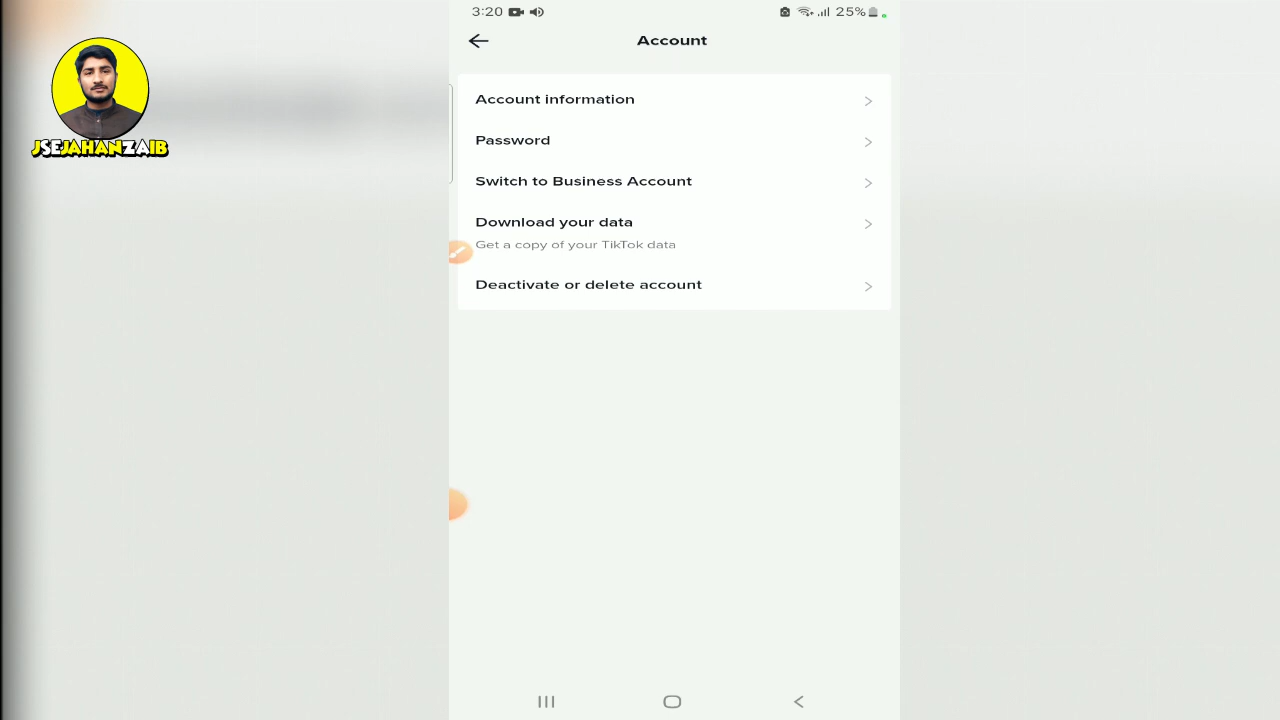 3:20
25%
Account
JSEJAHANZAIB
Account information
Password
Switch to Business Account
Download your data
Get a copy of your TikTok data
Deactivate or delete account